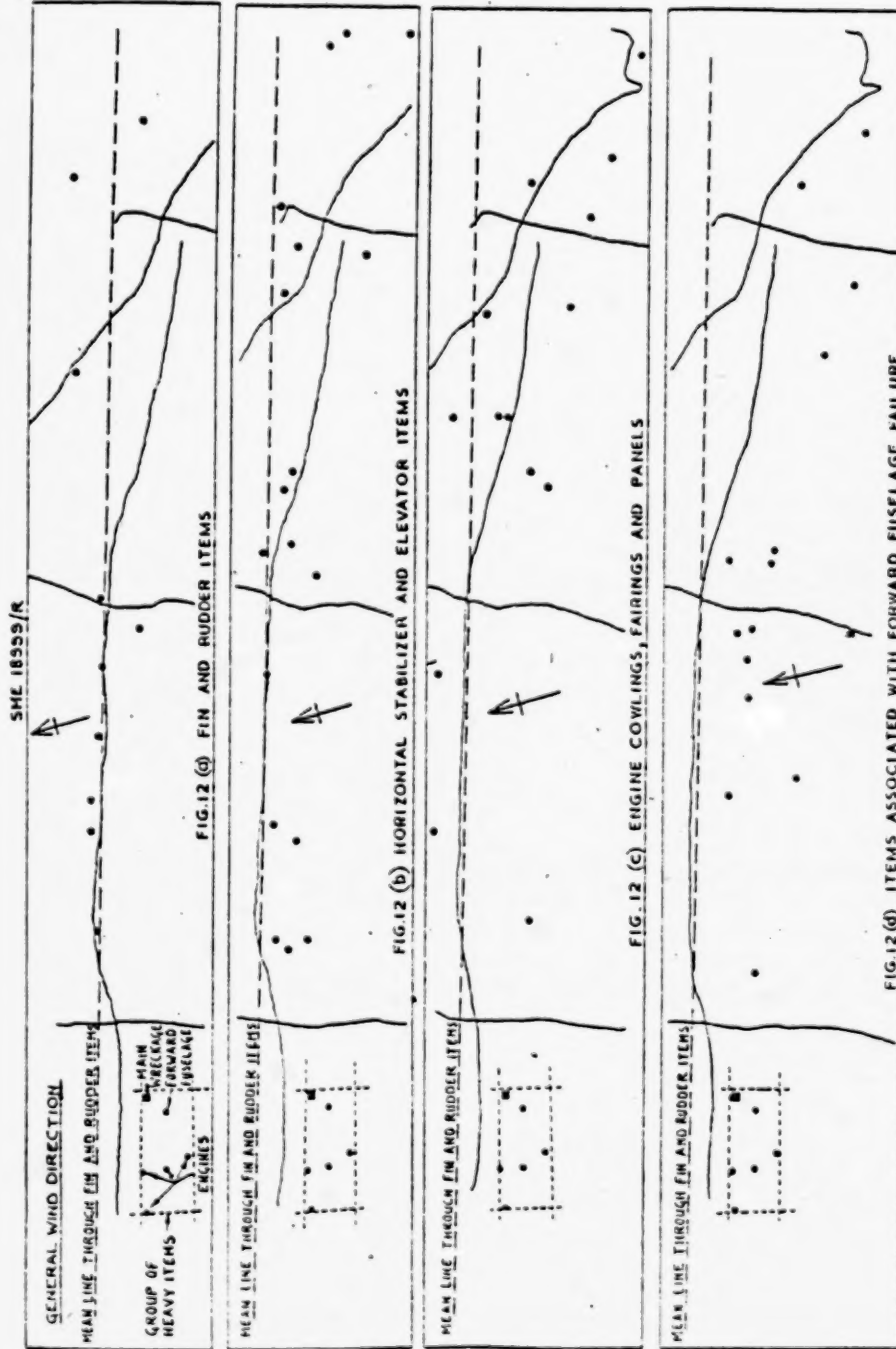 SME 18999/R
GENERAL WIND DIRECTION
MEAN LINE THROUGH FIN AND RUDDER ITEMS
MAIN
WRECKAGE
FORWARD
FUSELAGE
GROUP OF
HEAVY ITEMS
ENGINES
FIG.12 (a) FIN AND RUDDER ITEMS
MEAN LINE THROUGH FIN AND RUDDER ITEMS
FIG.12 (b) HORIZONTAL STABILIZER AND ELEVATOR ITEMS
MEAN LINE THROUGH FIN AND RUDDER ITEMS
FIG. 12 (c) ENGINE COWLINGS, FAIRINGS AND PANELS
MEAN LINE THROUGH FIN AND RUDDER ITEMS
FIG.12 (d) ITEMS ASSOCIATED WITH FORWARD FUSELAGE FAILURE